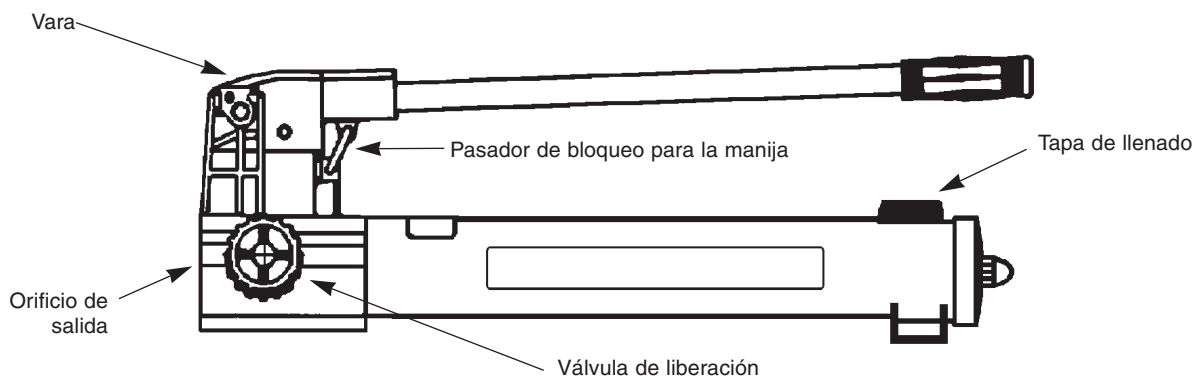 Vara
Pasador de bloqueo para la manija
Tapa de llenado
Orificio de
salida
Válvula de liberación